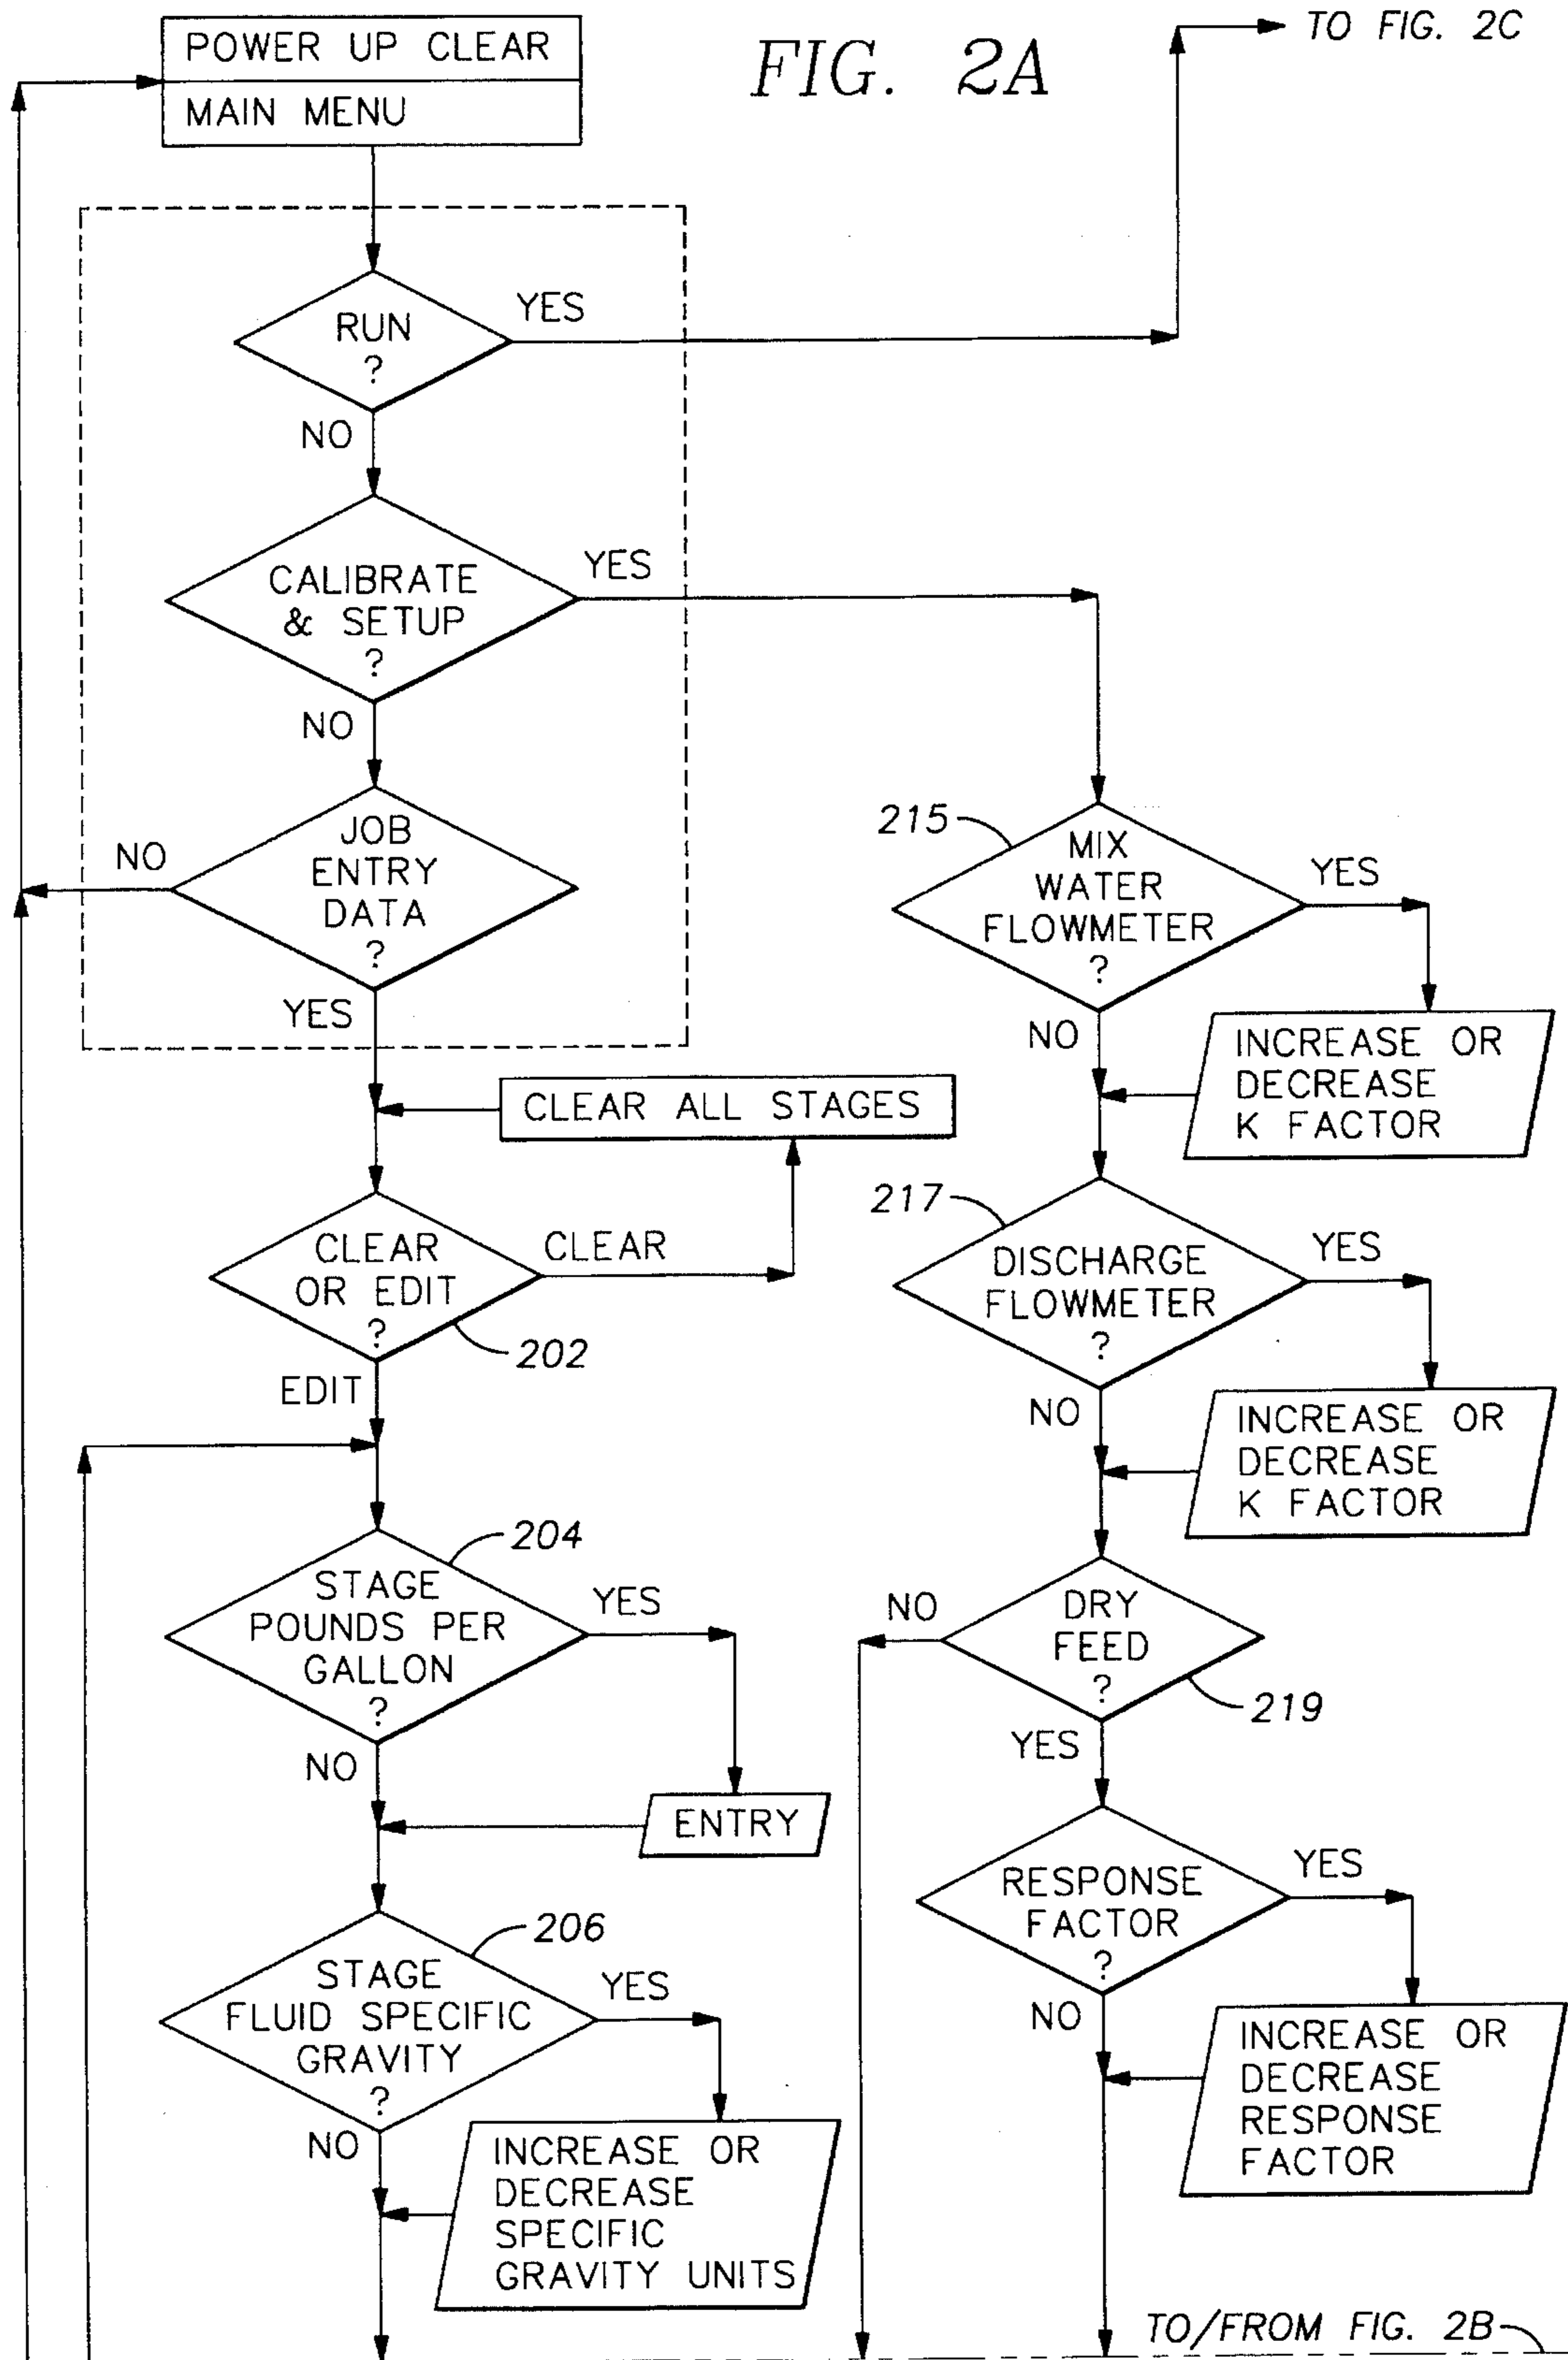 POWER UP CLEAR
MAIN MENU
FIG. 2A
TO FIG. 2C
RUN
?
YES
NO
CALIBRATE
& SETUP
?
YES
NO
JOB
ENTRY
DATA
?
NO
YES
CLEAR ALL STAGES
CLEAR
OR EDIT
?
CLEAR
202
EDIT
204
STAGE
POUNDS PER
GALLON
?
YES
NO
ENTRY
206
STAGE
FLUID SPECIFIC
GRAVITY
?
YES
NO
INCREASE OR
DECREASE
SPECIFIC
GRAVITY UNITS
215
MIX
WATER
FLOWMETER
?
YES
NO
INCREASE OR
DECREASE
K FACTOR
217
DISCHARGE
FLOWMETER
?
YES
NO
INCREASE OR
DECREASE
K FACTOR
DRY
FEED
?
NO
219
YES
RESPONSE
FACTOR
?
YES
NO
INCREASE OR
DECREASE
RESPONSE
FACTOR
TO/FROM FIG. 2B